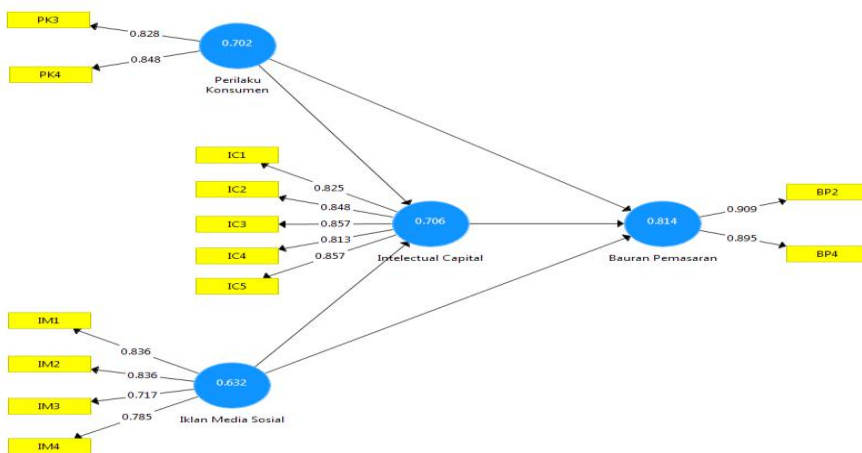 PK3
0.828
PK4
0.848
0.702
Perilaku
Konsumen
IC1
0.825
IC2
0.848
IC3
0.857
IC4
0.813
IC5
0.857
0.706
Intelectual Capital
0.814
Bauran Pemasaran
BP2
0.909
BP4
0.895
IM1
0.836
IM2
0.836
IM3
0.717
IM4
0.785
0.632
Iklan Media Sosial